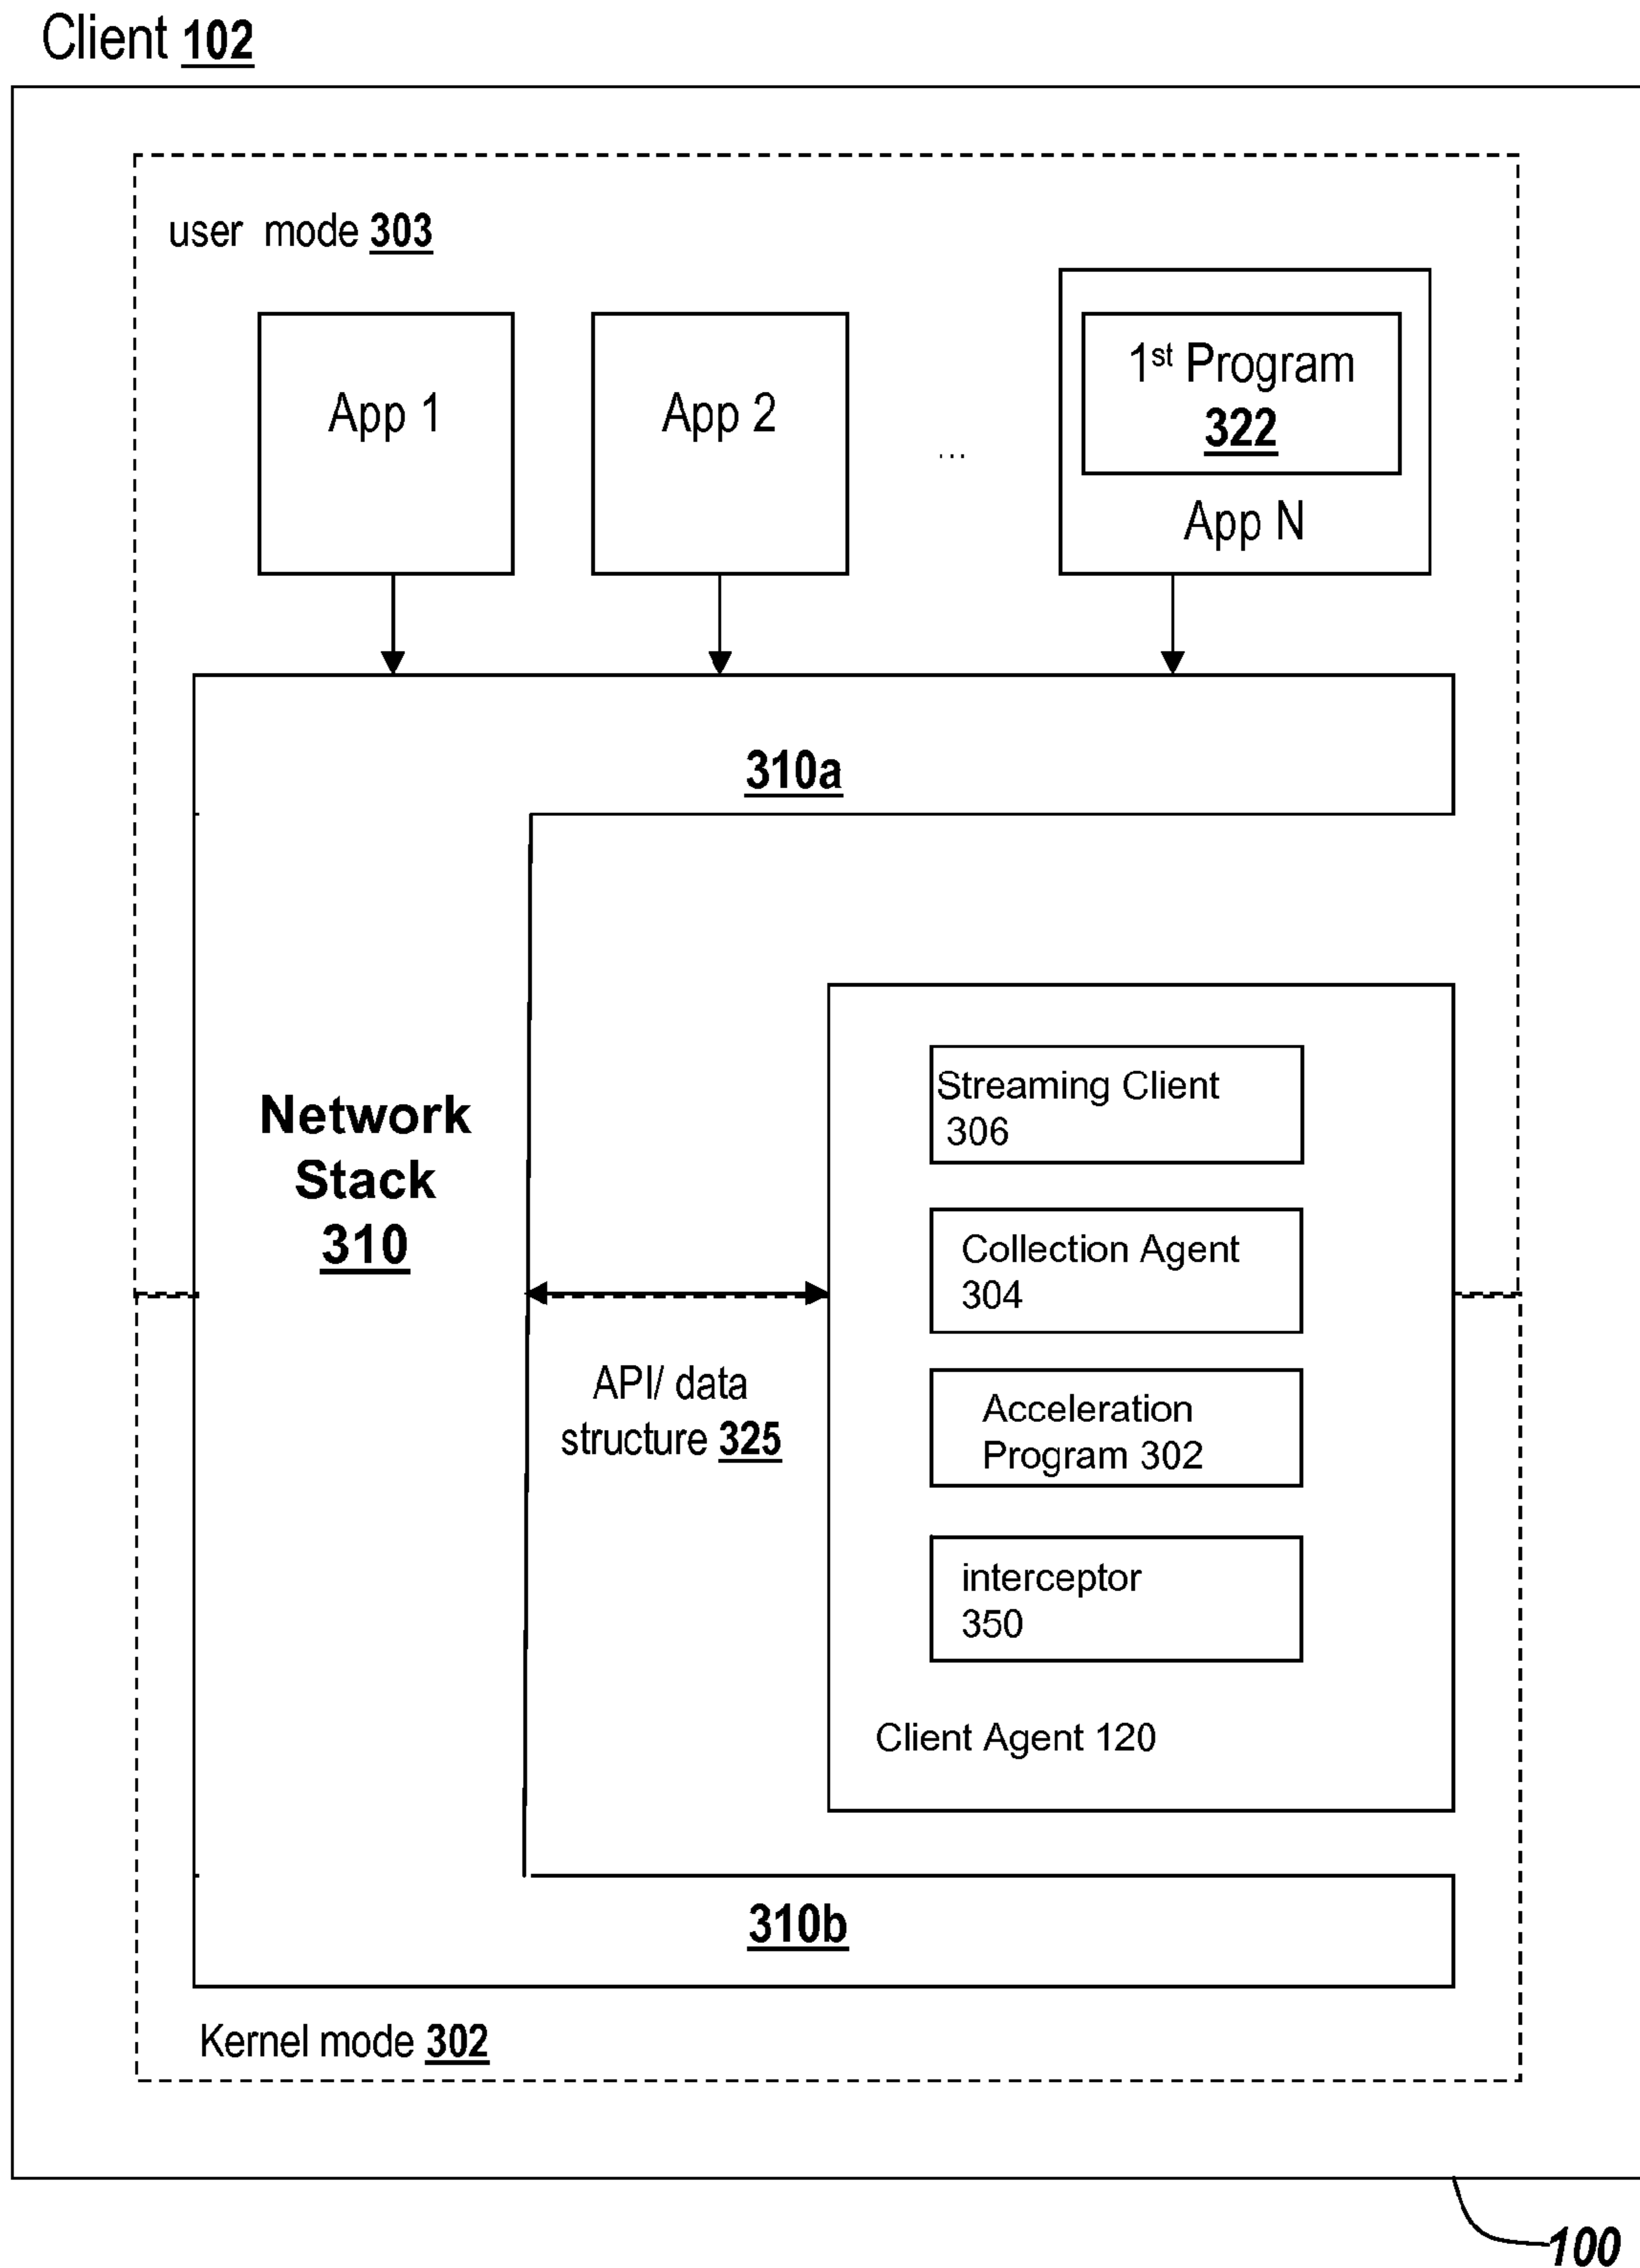 Client 102
user mode 303
App 1
App 2
...
1st Program
322
App N
310a
Network
Stack
310
Streaming Client
306
Collection Agent
304
API/ data
structure 325
Acceleration
Program 302
interceptor
350
Client Agent 120
310b
Kernel mode 302
100